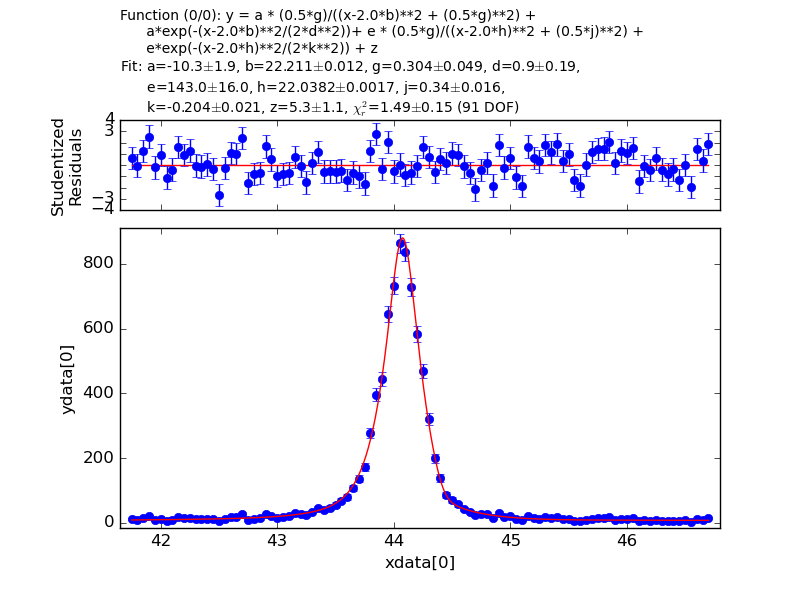 Function (0/0): y = a * (0.5*g)/((x-2.0*b)**2 + (0.5*g)**2) +
a*exp(-(x-2.0*b)**2/(2*d**2))+ e * (0.5*g)/((x-2.0*h)**2 + (0.5*j)**2) +
e*exp(-(x-2.0*h)**2/(2*k**2)) + z
Fit: a=-10.3±1.9, b=22.211±0.012, g=0.304±0.049, d=0.9±0.19,
e=143.0±16.0, h=22.0382±0.0017, j=0.34±0.016,
k=-0.204±0.021, z=5.3±1.1, χ²ᵣ=1.49±0.15 (91 DOF)
4
3
−3
−4
Studentized
Residuals
800
600
400
200
0
ydata[0]
42 43 44 45 46
xdata[0]